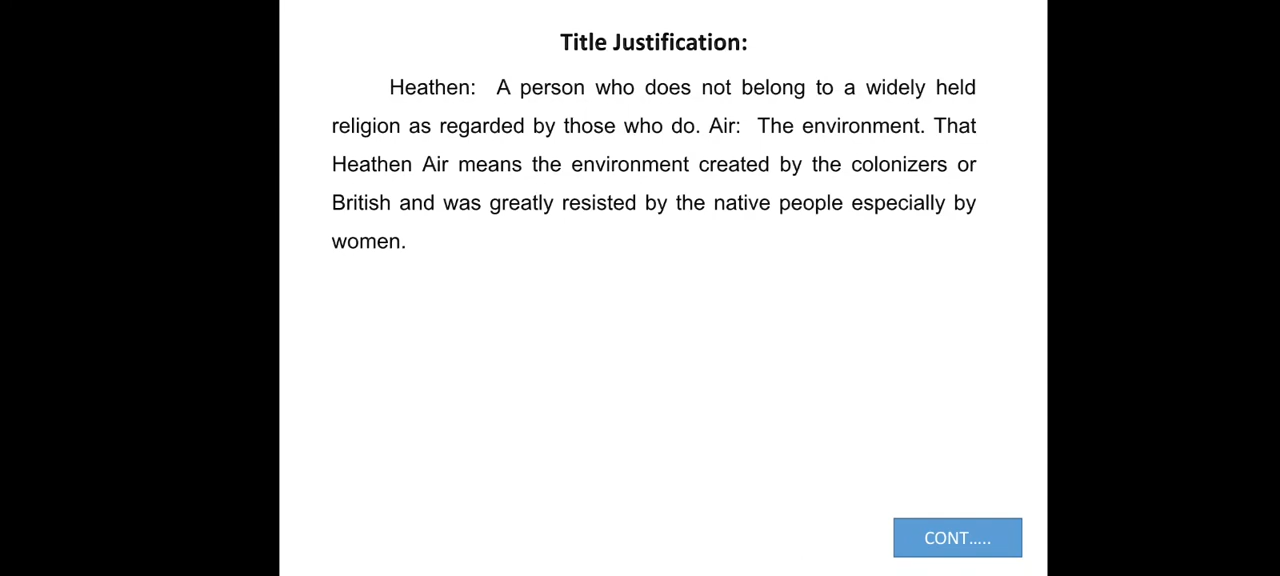 Title Justification:
Heathen: A person who does not belong to a widely held
religion as regarded by those who do. Air: The environment. That
Heathen Air means the environment created by the colonizers or
British and was greatly resisted by the native people especially by
women.
CONT.....